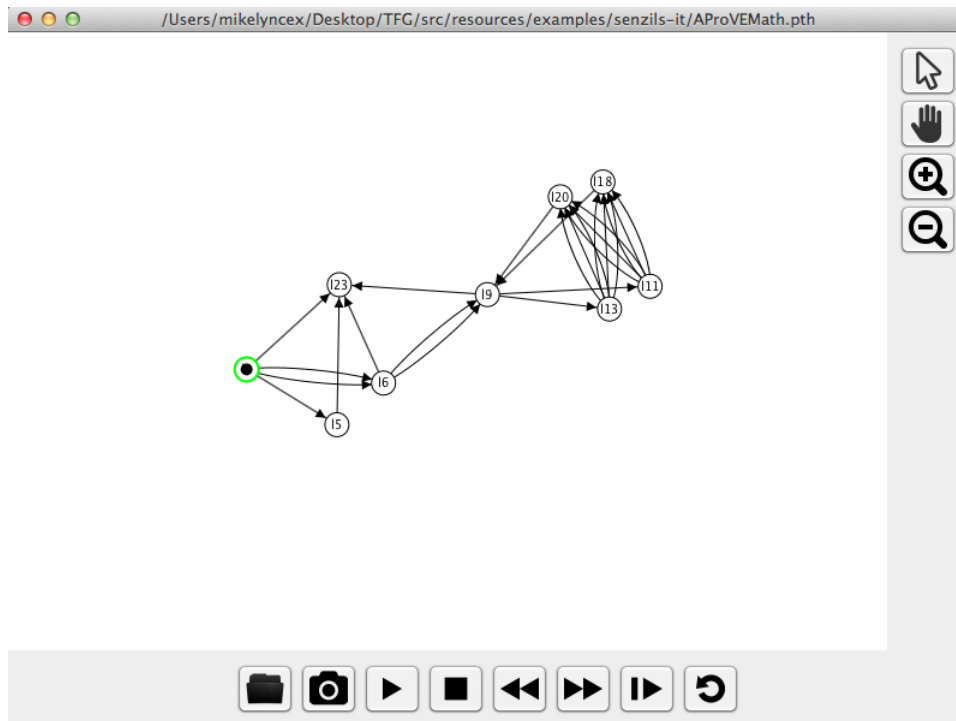 /Users/mikelyncex/Desktop/TFG/src/resources/examples/senzils-it/AProVEMath.pth
l18
l20
l23
l9
l11
l13
l6
l5